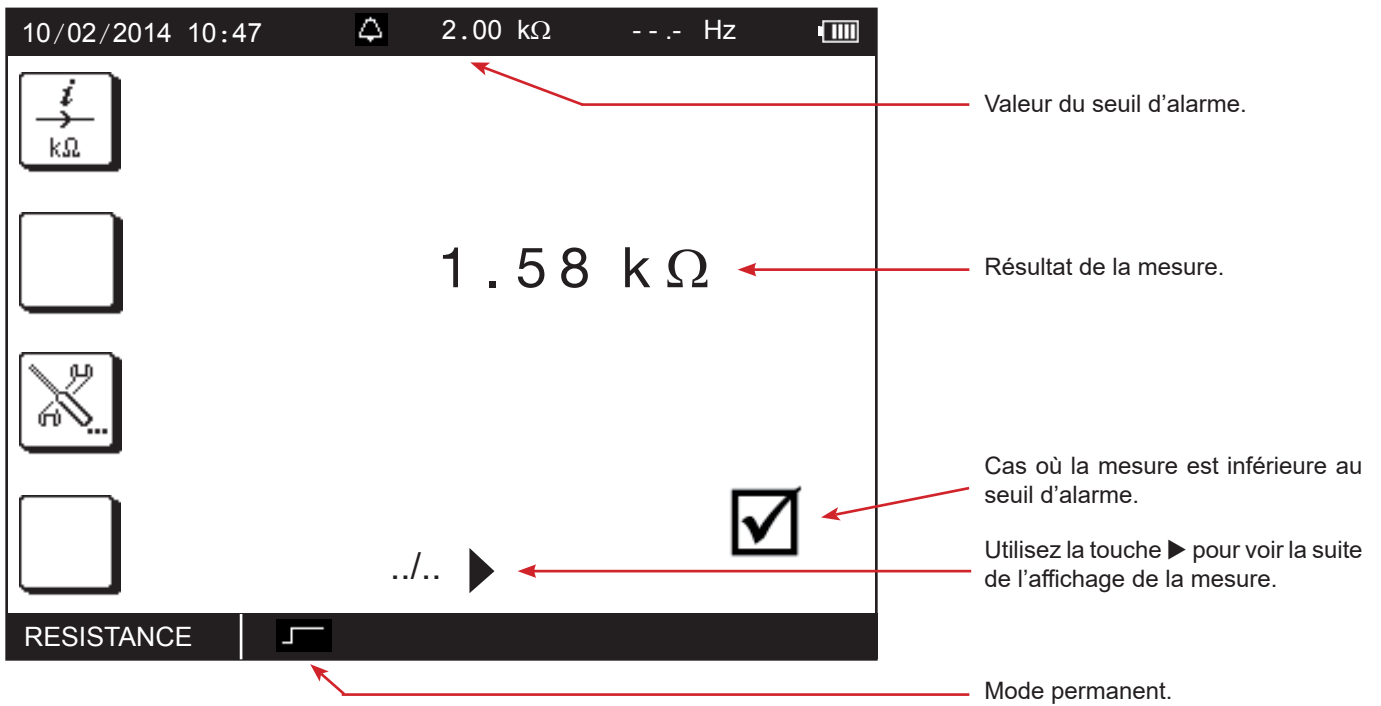 10/02/2014 10:47 2.00 kΩ - - .- Hz
i
kΩ
Valeur du seuil d’alarme.
1.58 kΩ
Résultat de la mesure.
...
Cas où la mesure est inférieure au
seuil d’alarme.
../.. ▶
Utilisez la touche ▶ pour voir la suite
de l’affichage de la mesure.
RESISTANCE
Mode permanent.